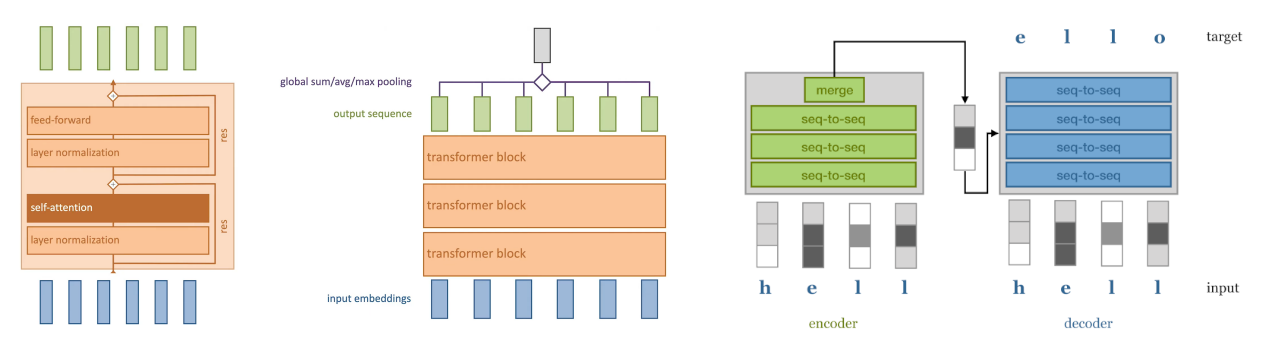 feed-forward
layer normalization
res
self-attention
layer normalization
res
global sum/avg/max pooling
output sequence
transformer block
transformer block
transformer block
input embeddings
merge
seq-to-seq
seq-to-seq
seq-to-seq
h e l l
encoder
e l l o target
seq-to-seq
seq-to-seq
seq-to-seq
seq-to-seq
h e l l input
decoder